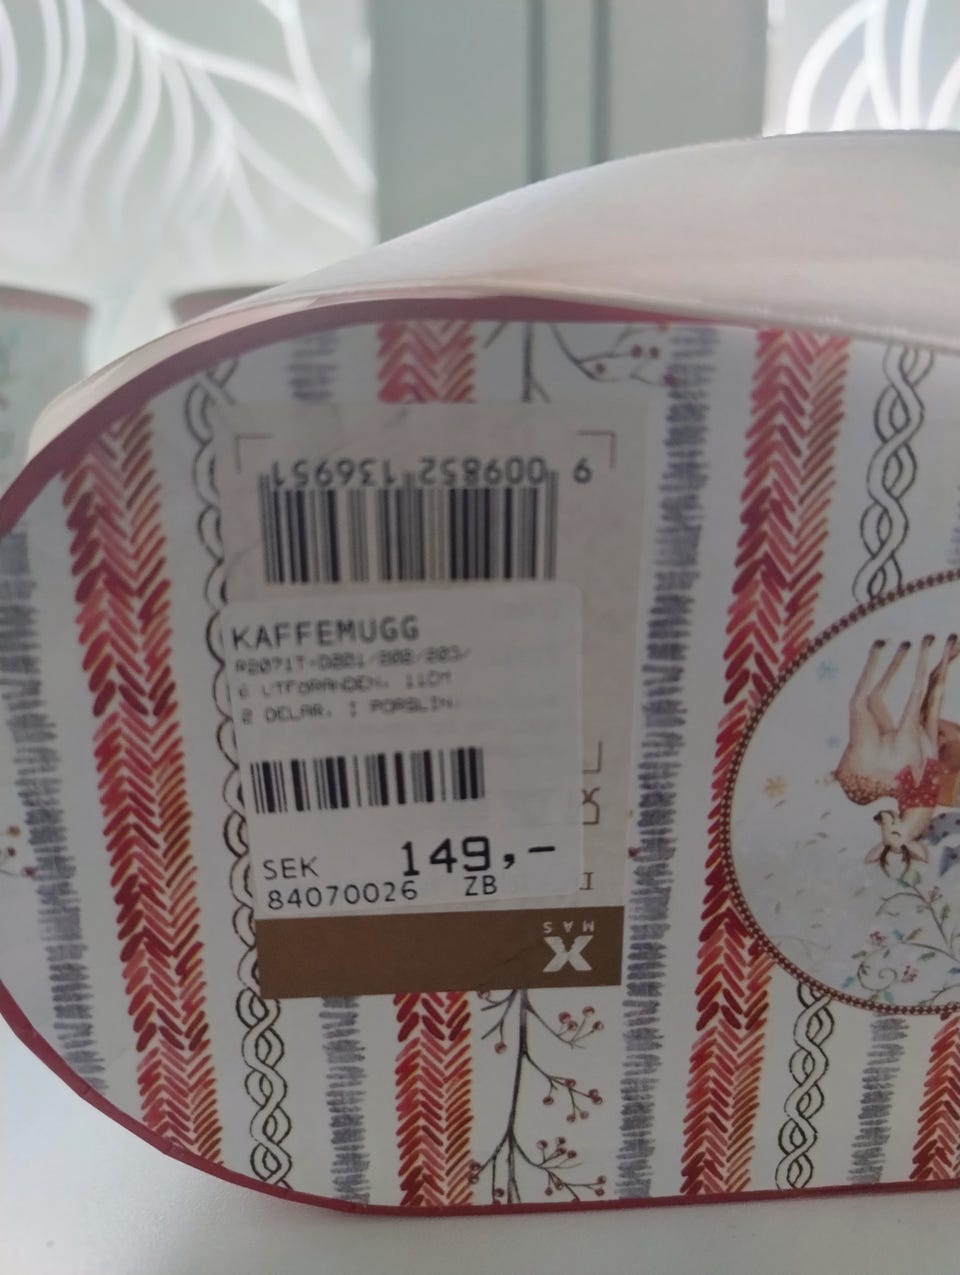 9 009852 136951
KAFFEMUGG
6 UTFÖRANDEN. 11CM
2 DELAR. I PORSLIN.
SEK 149,-
84070026 ZB
X
MAS